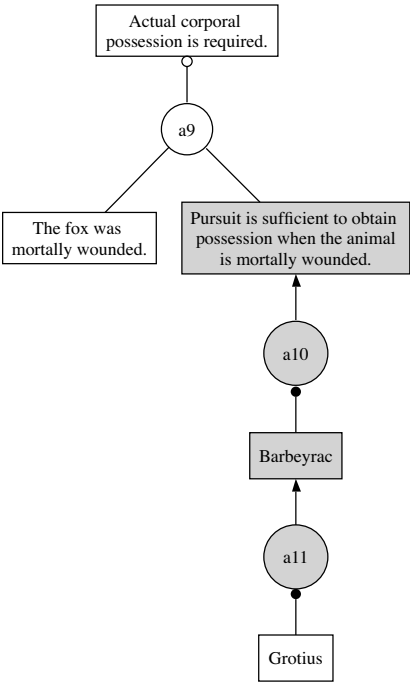 Actual corporal
possession is required.
a9
The fox was
mortally wounded.
Pursuit is sufficient to obtain
possession when the animal
is mortally wounded.
a10
Barbeyrac
a11
Grotius